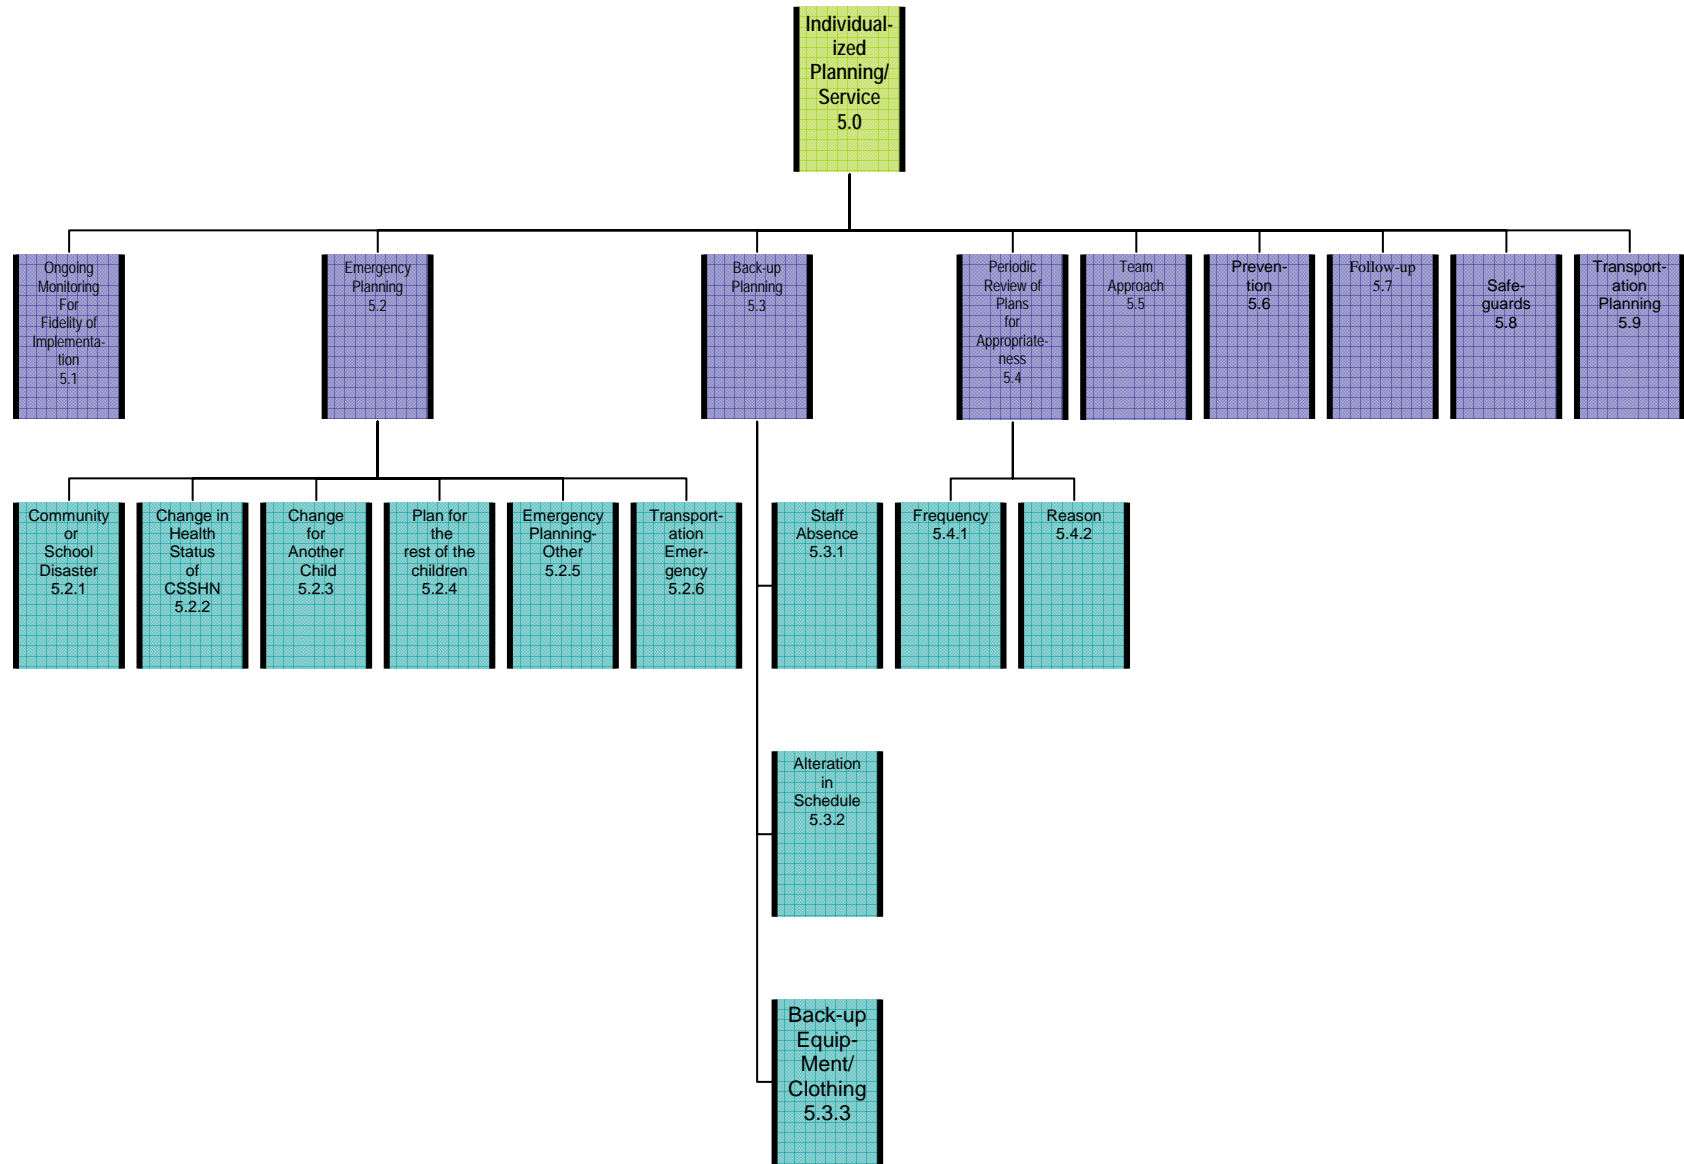 Individual-
ized
Planning/
Service
5.0
Ongoing
Monitoring
For
Fidelity of
Implementa-
tion
5.1
Emergency
Planning
5.2
Back-up
Planning
5.3
Periodic
Review of
Plans
for
Appropriate-
ness
5.4
Team
Approach
5.5
Preven-
tion
5.6
Follow-up
5.7
Safe-
guards
5.8
Transport-
ation
Planning
5.9
Community
or
School
Disaster
5.2.1
Change in
Health
Status
of
CSSHN
5.2.2
Change
for
Another
Child
5.2.3
Plan for
the
rest of the
children
5.2.4
Emergency
Planning-
Other
5.2.5
Transport-
ation
Emer-
gency
5.2.6
Staff
Absence
5.3.1
Frequency
5.4.1
Reason
5.4.2
Alteration
in
Schedule
5.3.2
Back-up
Equip-
Ment/
Clothing
5.3.3